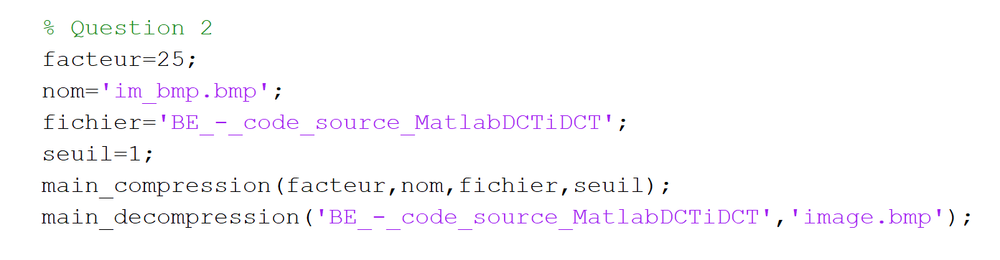 % Question 2
facteur=25;
nom='im_bmp.bmp';
fichier='BE_-_code_source_MatlabDCTiDCT';
seuil=1;
main_compression(facteur,nom,fichier,seuil);
main_decompression('BE_-_code_source_MatlabDCTiDCT','image.bmp');